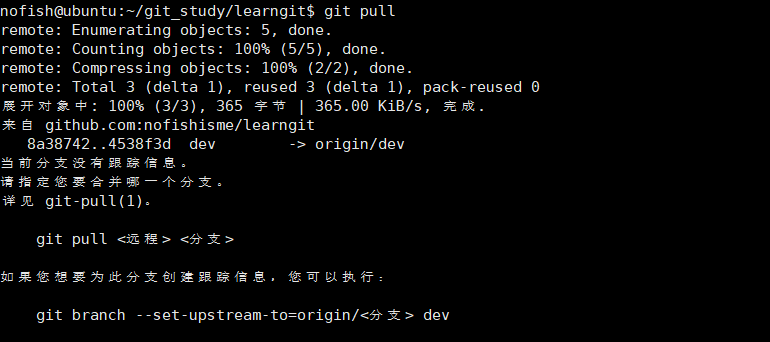 nofish@ubuntu:~/git_study/learngit$ git pull
remote: Enumerating objects: 5, done.
remote: Counting objects: 100% (5/5), done.
remote: Compressing objects: 100% (2/2), done.
remote: Total 3 (delta 1), reused 3 (delta 1), pack-reused 0
展开对象中: 100% (3/3), 365 字节 | 365.00 KiB/s, 完成.
来自 github.com:nofishisme/learngit
   8a38742..4538f3d  dev        -> origin/dev
当前分支没有跟踪信息。
请指定您要合并哪一个分支。
详见 git-pull(1)。

    git pull <远程> <分支>

如果您想要为此分支创建跟踪信息，您可以执行：

    git branch --set-upstream-to=origin/<分支> dev